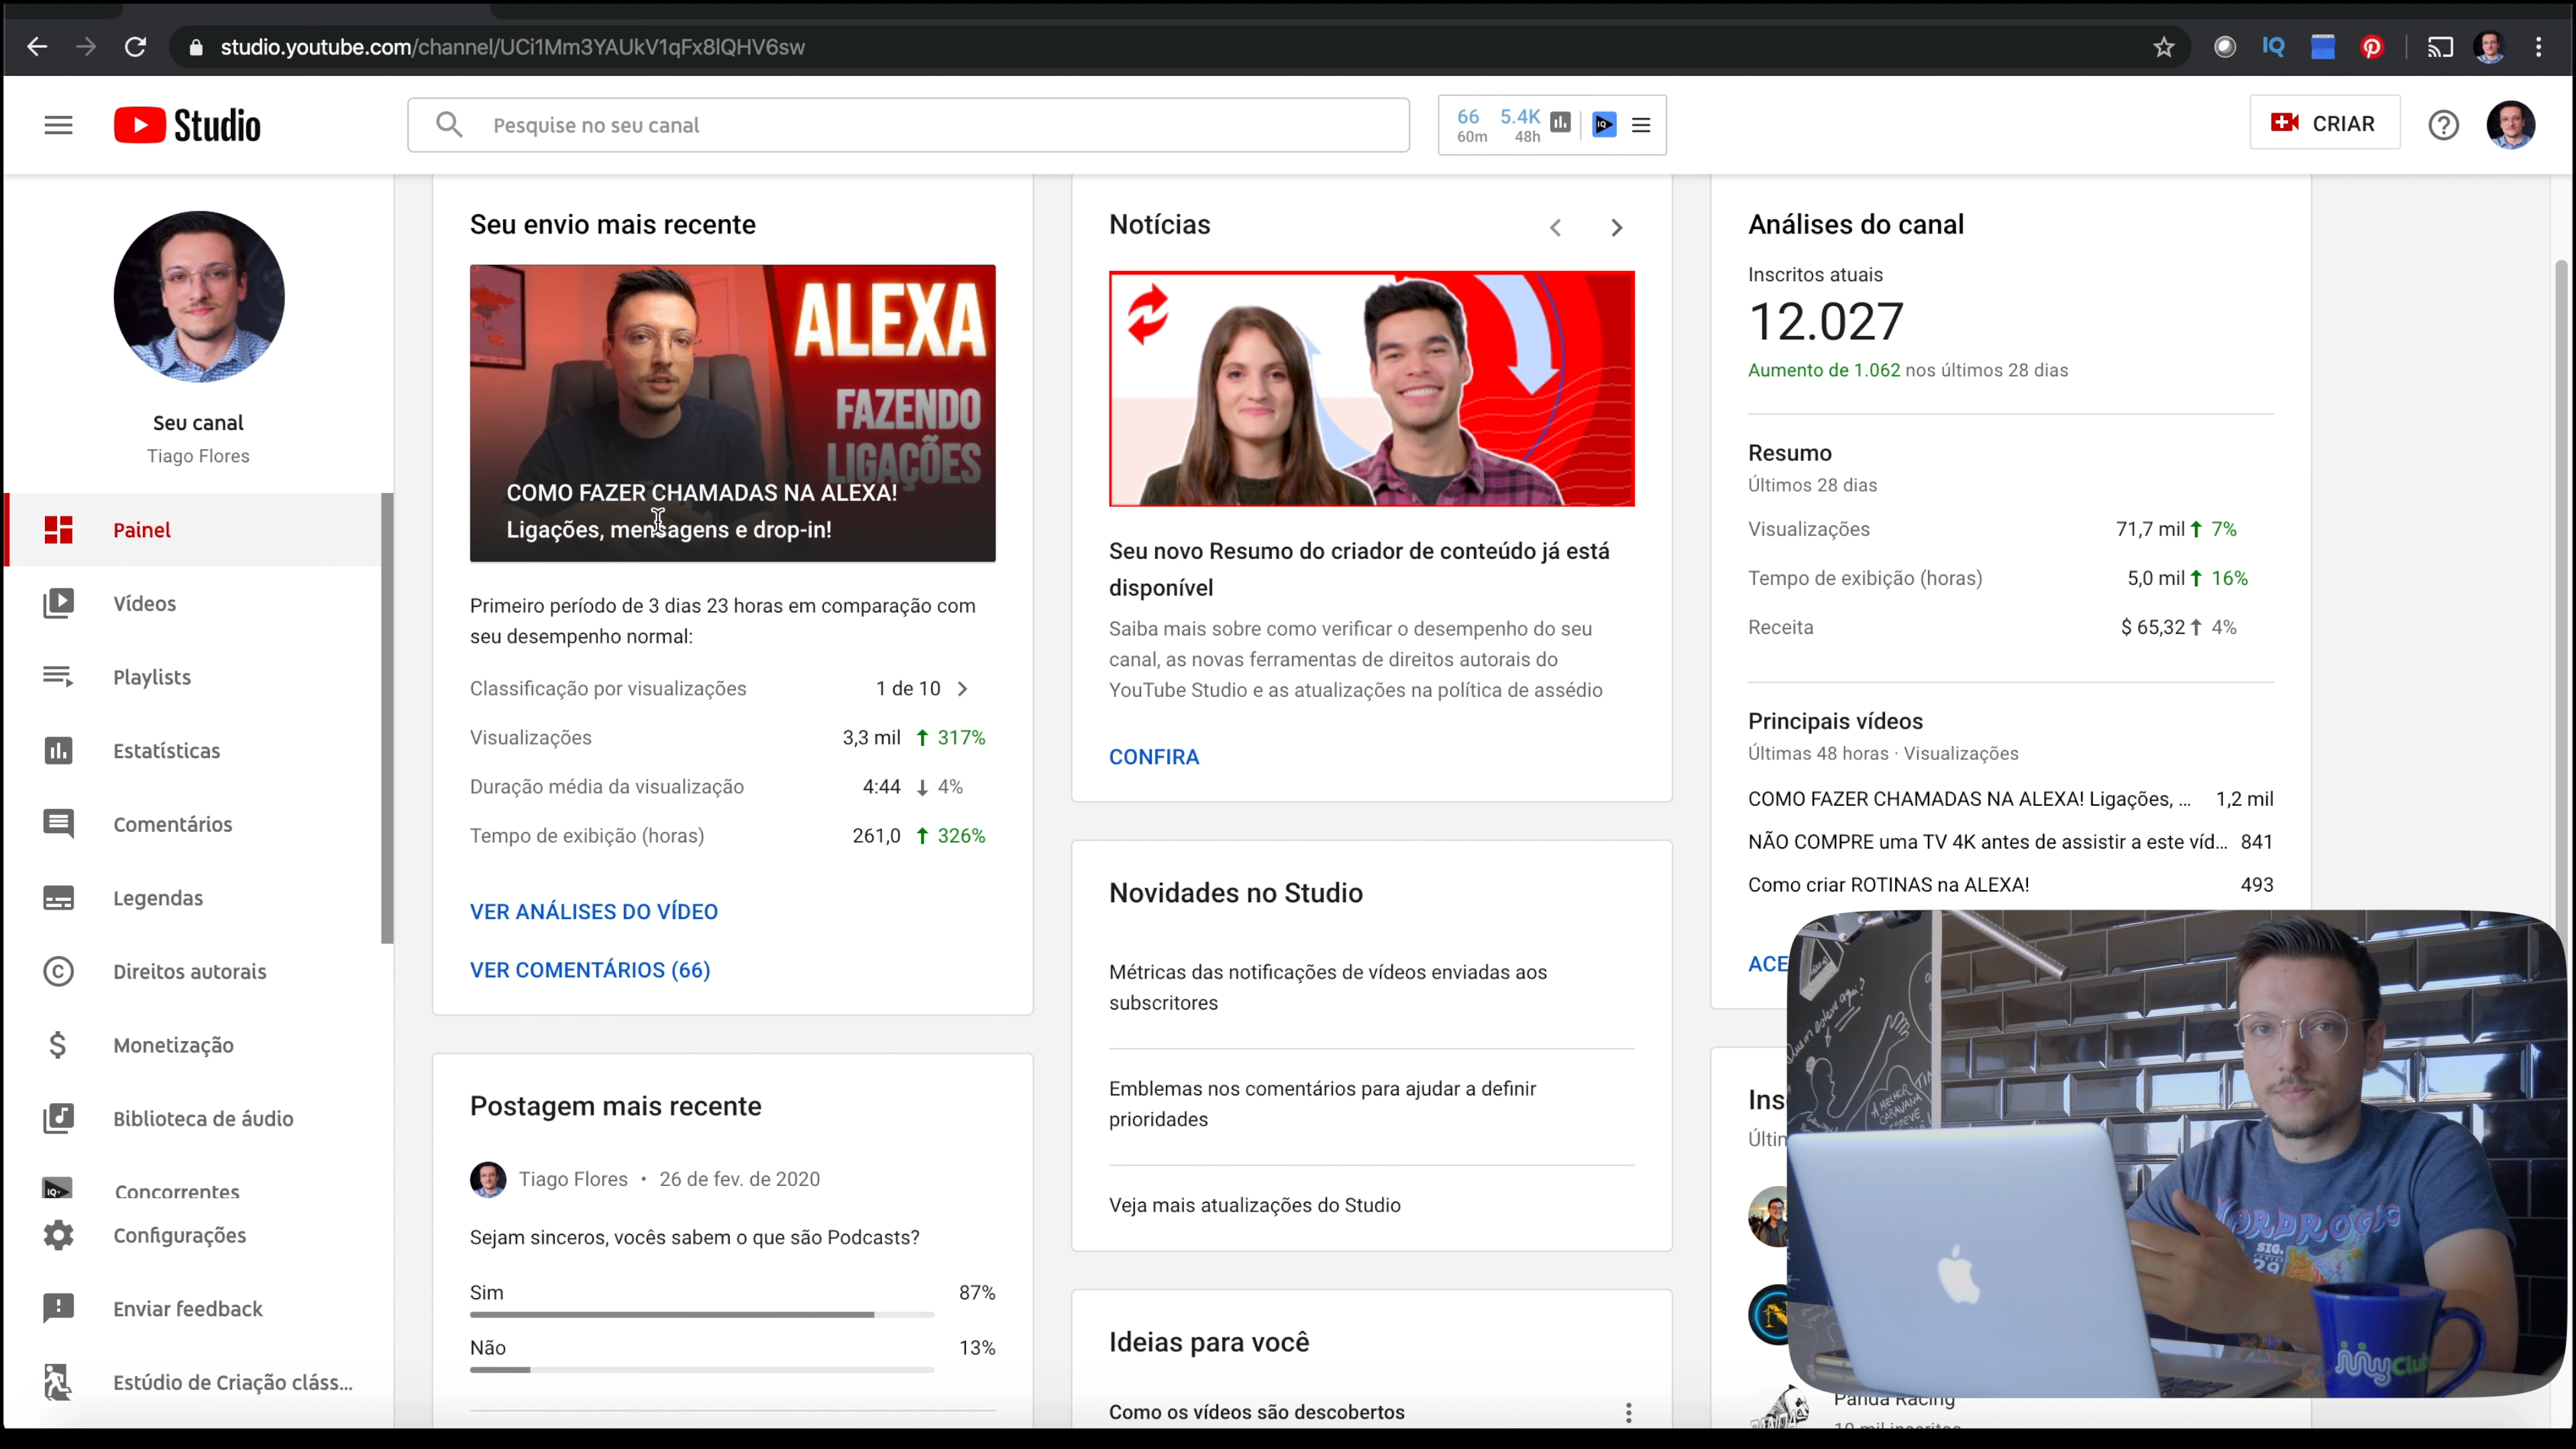 studio.youtube.com/channel/UCi1Mm3YAUkV1qFx8lQHV6sw
IQ
Studio
Pesquise no seu canal
66 5.4K
60m 48h
IQ
CRIAR
Seu canal
Tiago Flores
Painel
Vídeos
Playlists
Estatísticas
Comentários
Legendas
Direitos autorais
Monetização
Biblioteca de áudio
Concorrentes
Configurações
Enviar feedback
Estúdio de Criação cláss...
Seu envio mais recente
ALEXA
FAZENDO
LIGAÇÕES
COMO FAZER CHAMADAS NA ALEXA!
Ligações, mensagens e drop-in!
Primeiro período de 3 dias 23 horas em comparação com
seu desempenho normal:
Classificação por visualizações 1 de 10
Visualizações 3,3 mil 317%
Duração média da visualização 4:44 4%
Tempo de exibição (horas) 261,0 326%
VER ANÁLISES DO VÍDEO
VER COMENTÁRIOS (66)
Postagem mais recente
Tiago Flores • 26 de fev. de 2020
Sejam sinceros, vocês sabem o que são Podcasts?
Sim 87%
Não 13%
Notícias
Seu novo Resumo do criador de conteúdo já está
disponível
Saiba mais sobre como verificar o desempenho do seu
canal, as novas ferramentas de direitos autorais do
YouTube Studio e as atualizações na política de assédio
CONFIRA
Novidades no Studio
Métricas das notificações de vídeos enviadas aos
subscritores
Emblemas nos comentários para ajudar a definir
prioridades
Veja mais atualizações do Studio
Ideias para você
Como os vídeos são descobertos
Análises do canal
Inscritos atuais
12.027
Aumento de 1.062 nos últimos 28 dias
Resumo
Últimos 28 dias
Visualizações 71,7 mil 7%
Tempo de exibição (horas) 5,0 mil 16%
Receita $ 65,32 4%
Principais vídeos
Últimas 48 horas · Visualizações
COMO FAZER CHAMADAS NA ALEXA! Ligações, ... 1,2 mil
NÃO COMPRE uma TV 4K antes de assistir a este víd... 841
Como criar ROTINAS na ALEXA! 493
ACE
Ins
Últin
A MELHOR
SIG.
29
MyClub
Panda Racing